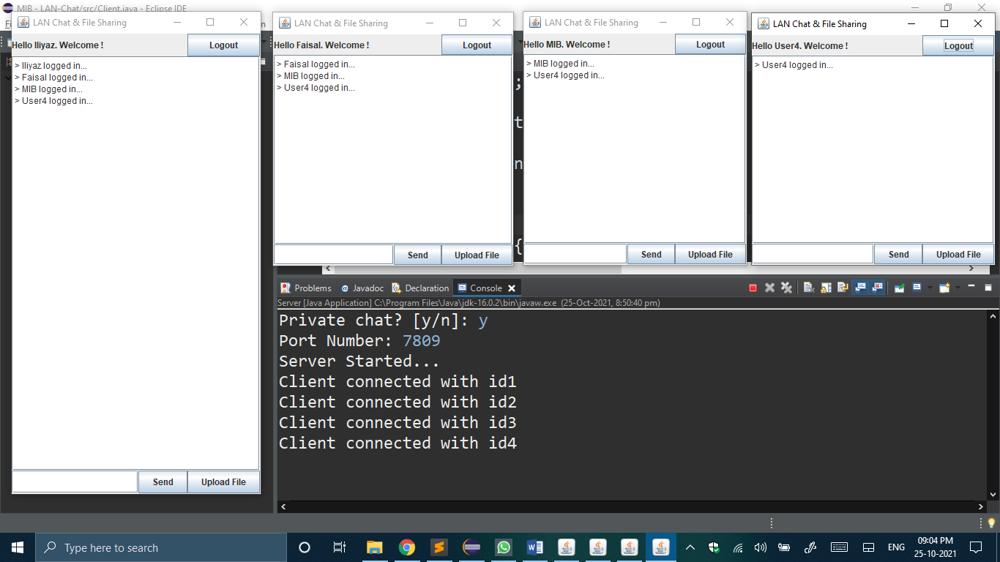 MIB - LAN-Chat/src/Client.java - Eclipse IDE
LAN Chat & File Sharing
Hello Iliyaz. Welcome !
Logout
> Iliyaz logged in...
> Faisal logged in...
> MIB logged in...
> User4 logged in...
Send
Upload File
LAN Chat & File Sharing
Hello Faisal. Welcome !
Logout
> Faisal logged in...
> MIB logged in...
> User4 logged in...
Send
Upload File
LAN Chat & File Sharing
Hello MIB. Welcome !
Logout
> MIB logged in...
> User4 logged in...
Send
Upload File
LAN Chat & File Sharing
Hello User4. Welcome !
Logout
> User4 logged in...
Send
Upload File
;
t
n
{
Problems
Javadoc
Declaration
Console
Server [Java Application] C:\Program Files\Java\jdk-16.0.2\bin\javaw.exe (25-Oct-2021, 8:50:40 pm)
Private chat? [y/n]: y
Port Number: 7809
Server Started...
Client connected with id1
Client connected with id2
Client connected with id3
Client connected with id4
Type here to search
ENG
09:04 PM
25-10-2021